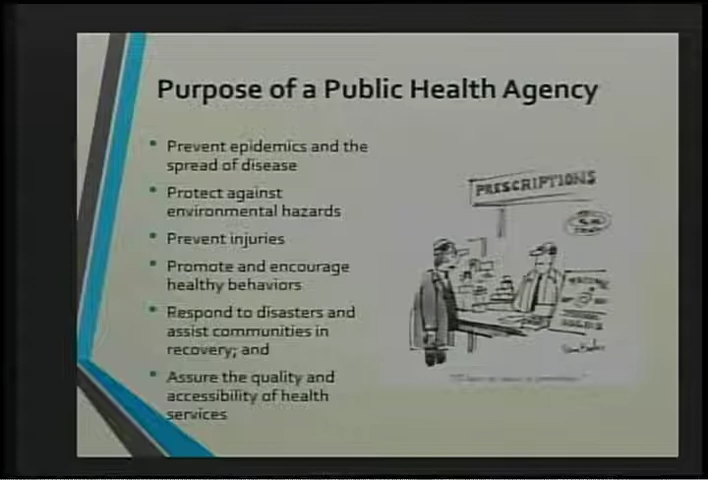 Purpose of a Public Health Agency
Prevent epidemics and the
spread of disease
Protect against
environmental hazards
Prevent injuries
Promote and encourage
healthy behaviors
Respond to disasters and
assist communities in
recovery; and
Assure the quality and
accessibility of health
services
PRESCRIPTIONS